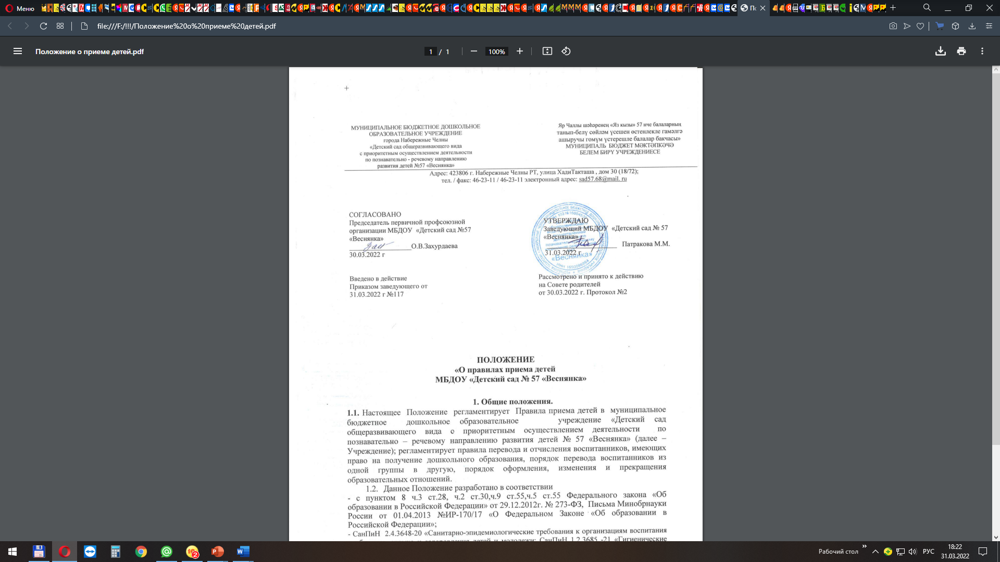 Меню
file:///F:/!!!/Положение%20о%20приеме%20детей.pdf
Положение о приеме детей.pdf
1 / 1
100%
+
МУНИЦИПАЛЬНОЕ БЮДЖЕТНОЕ ДОШКОЛЬНОЕ
ОБРАЗОВАТЕЛЬНОЕ УЧРЕЖДЕНИЕ
города Набережные Челны
«Детский сад общеразвивающего вида
с приоритетным осуществлением деятельности
по познавательно - речевому направлению
развития детей №57 «Веснянка»
Яр Чаллы шәһәренең «Яз кызы» 57 нче балаларның
танып-белү сөйләм үсешен өстенлекле гамәлгә
ашыручы гомүм үстерешле балалар бакчасы»
МУНИЦИПАЛЬ БЮДЖЕТ МӘКТӘПКӘЧӘ
БЕЛЕМ БИРҮ УЧРЕЖДЕНИЕСЕ
Адрес: 423806 г. Набережные Челны РТ, улица ХадиТакташа , дом 30 (18/72);
тел. / факс: 46-23-11 / 46-23-11 электронный адрес: sad57.68@mail. ru
СОГЛАСОВАНО
Председатель первичной профсоюзной
организации МБДОУ «Детский сад №57
«Веснянка»
О.В.Захурдаева
30.03.2022 г
УТВЕРЖДАЮ
Заведующий МБДОУ «Детский сад № 57
«Веснянка»
Патракова М.М.
31.03.2022 г
«Веснянка»
ИНН 1650086864
Введено в действие
Приказом заведующего от
31.03.2022 г №117
Рассмотрено и принято к действию
на Совете родителей
от 30.03.2022 г. Протокол №2
ПОЛОЖЕНИЕ
«О правилах приема детей
МБДОУ «Детский сад № 57 «Веснянка»
1. Общие положения.
1.1. Настоящее Положение регламентирует Правила приема детей в муниципальное
бюджетное дошкольное образовательное учреждение «Детский сад
общеразвивающего вида с приоритетным осуществлением деятельности по
познавательно – речевому направлению развития детей № 57 «Веснянка» (далее –
Учреждение); регламентирует правила перевода и отчисления воспитанников, имеющих
право на получение дошкольного образования, порядок перевода воспитанников из
одной группы в другую, порядок оформления, изменения и прекращения
образовательных отношений.
1.2. Данное Положение разработано в соответствии
- с пунктом 8 ч.3 ст.28, ч.2 ст.30,ч.9 ст.55,ч.5 ст.55 Федерального закона «Об
образовании в Российской Федерации» от 29.12.2012г. № 273-ФЗ, Письма Минобрнауки
России от 01.04.2013 №ИР-170/17 «О Федеральном Законе «Об образовании в
Российской Федерации»;
- СанПиН 2.4.3648-20 «Санитарно-эпидемиологические требования к организациям воспитания
детей и молодежи; СанПиН 1.2.3685 -21 «Гигиенические
Рабочий стол
РУС
18:22
31.03.2022